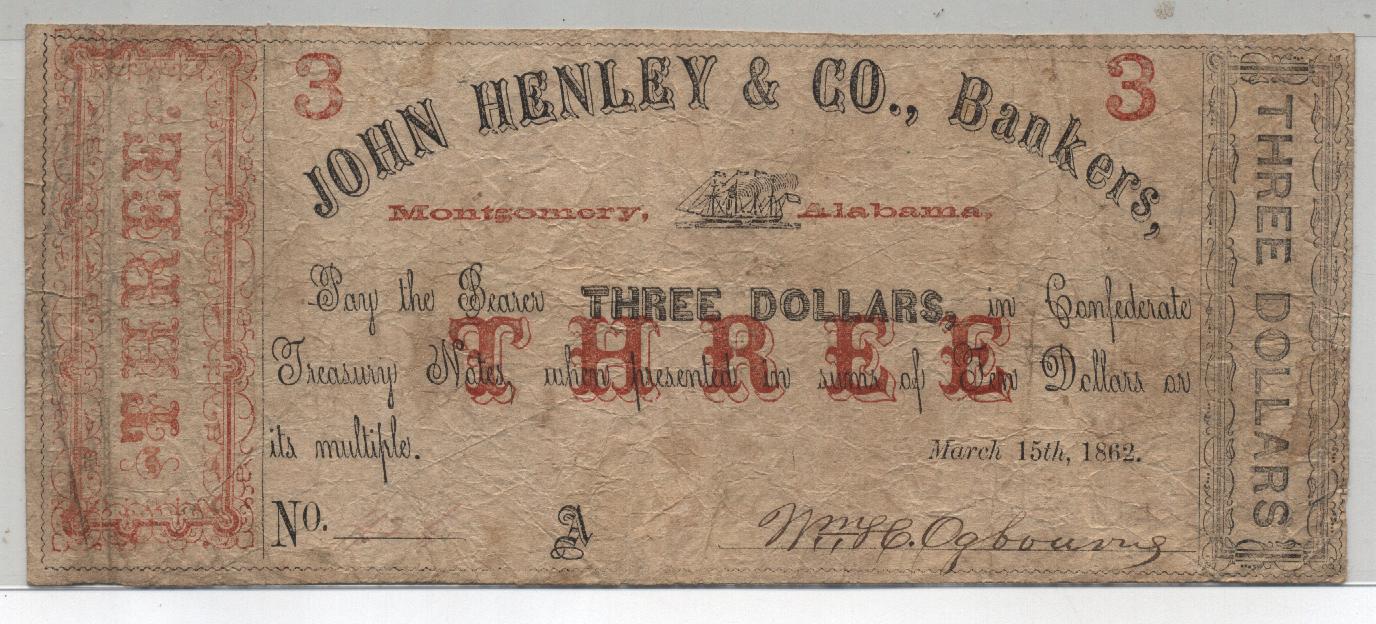 THREE.
3
3
JOHN HENLEY & CO., Bankers,
Montgomery, Alabama,
Pay the Bearer THREE DOLLARS, in Confederate
THREE
Treasury Notes, when presented in sums of Ten Dollars or
its multiple.
March 15th, 1862.
No.
A
Wm. H. Ogbourne
THREE DOLLARS